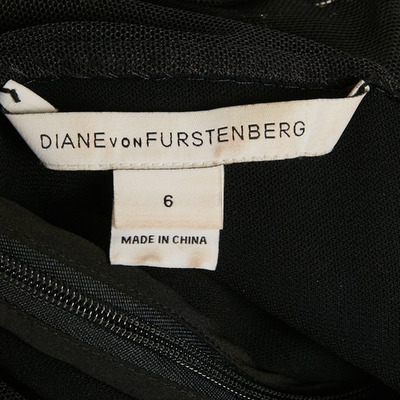 DIANE VON FURSTENBERG
6
MADE IN CHINA